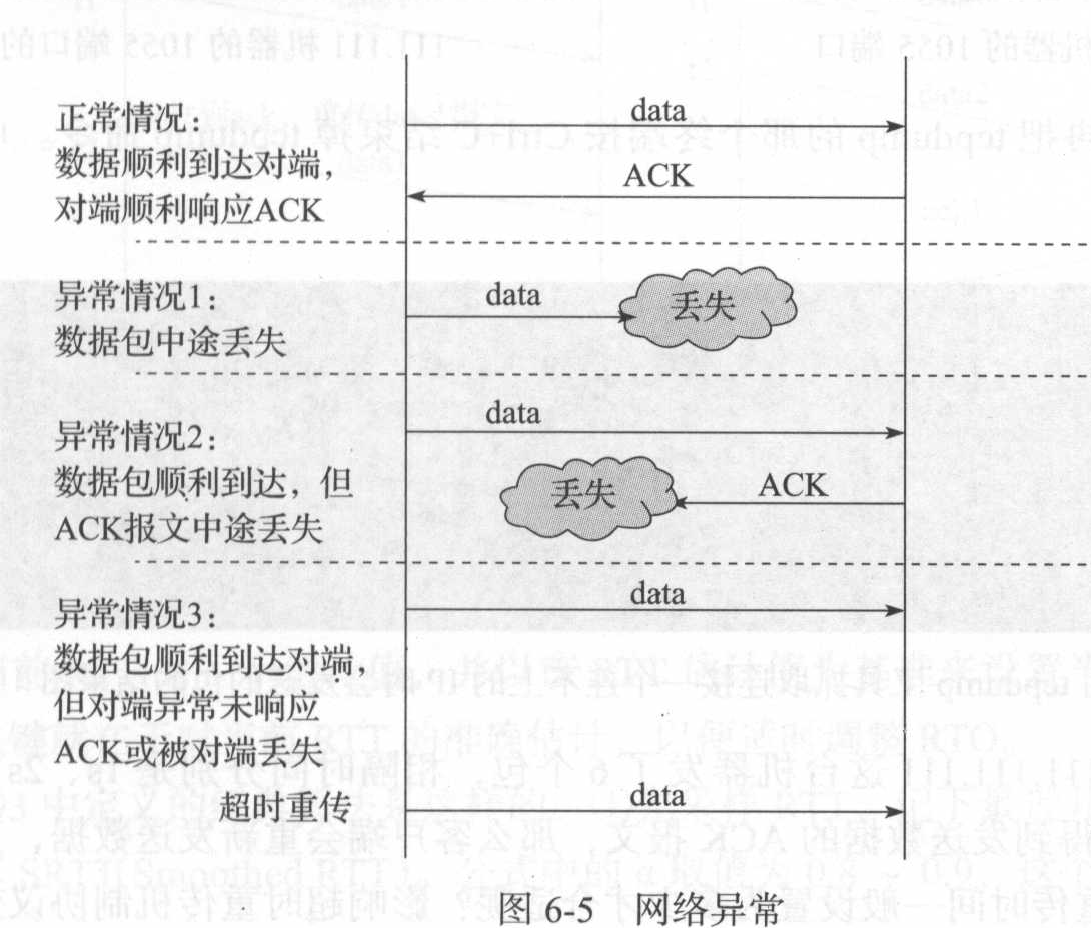 正常情况：
数据顺利到达对端，
对端顺利响应ACK
data
ACK
异常情况1：
数据包中途丢失
data
丢失
异常情况2：
数据包顺利到达，但
ACK报文中途丢失
data
丢失
ACK
异常情况3：
数据包顺利到达对端，
但对端异常未响应
ACK或被对端丢失
data
超时重传
data
图 6-5 网络异常